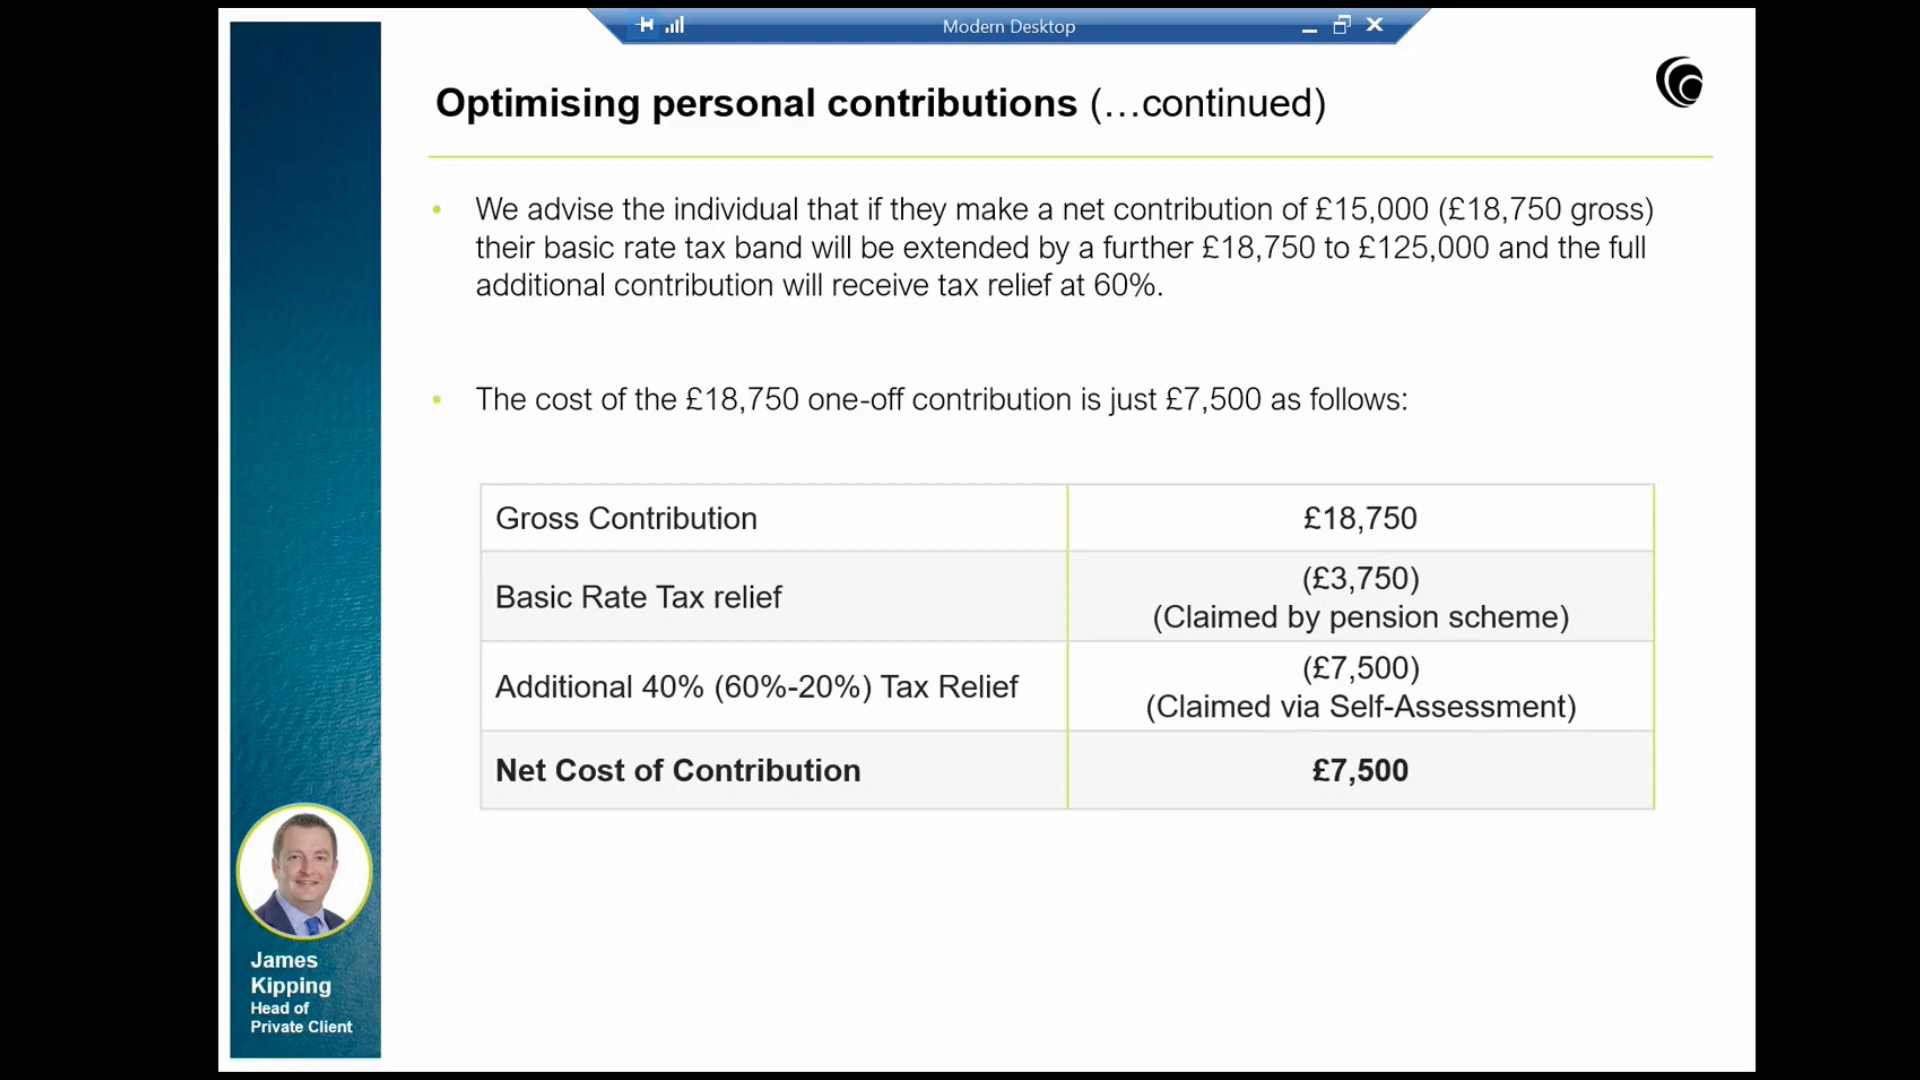 Modern Desktop
Optimising personal contributions (…continued)
• We advise the individual that if they make a net contribution of £15,000 (£18,750 gross)
their basic rate tax band will be extended by a further £18,750 to £125,000 and the full
additional contribution will receive tax relief at 60%.
• The cost of the £18,750 one-off contribution is just £7,500 as follows:
Gross Contribution £18,750
Basic Rate Tax relief (£3,750)
(Claimed by pension scheme)
Additional 40% (60%-20%) Tax Relief (£7,500)
(Claimed via Self-Assessment)
Net Cost of Contribution £7,500
James
Kipping
Head of
Private Client